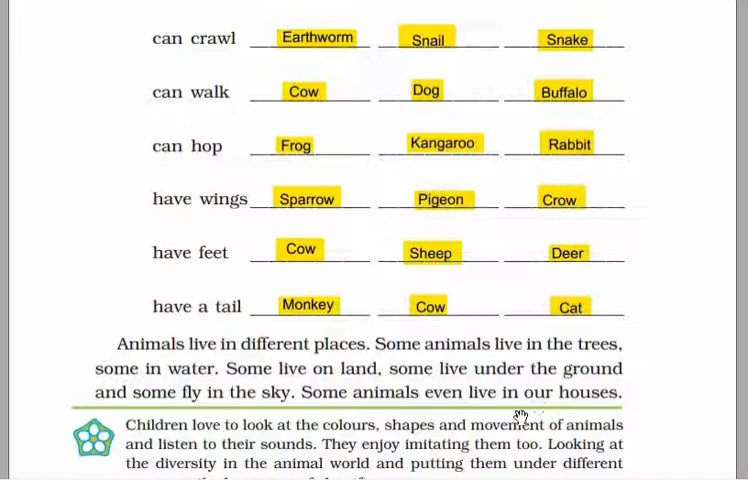 can crawl Earthworm Snail Snake
can walk Cow Dog Buffalo
can hop Frog Kangaroo Rabbit
have wings Sparrow Pigeon Crow
have feet Cow Sheep Deer
have a tail Monkey Cow Cat
Animals live in different places. Some animals live in the trees,
some in water. Some live on land, some live under the ground
and some fly in the sky. Some animals even live in our houses.
Children love to look at the colours, shapes and movement of animals
and listen to their sounds. They enjoy imitating them too. Looking at
the diversity in the animal world and putting them under different